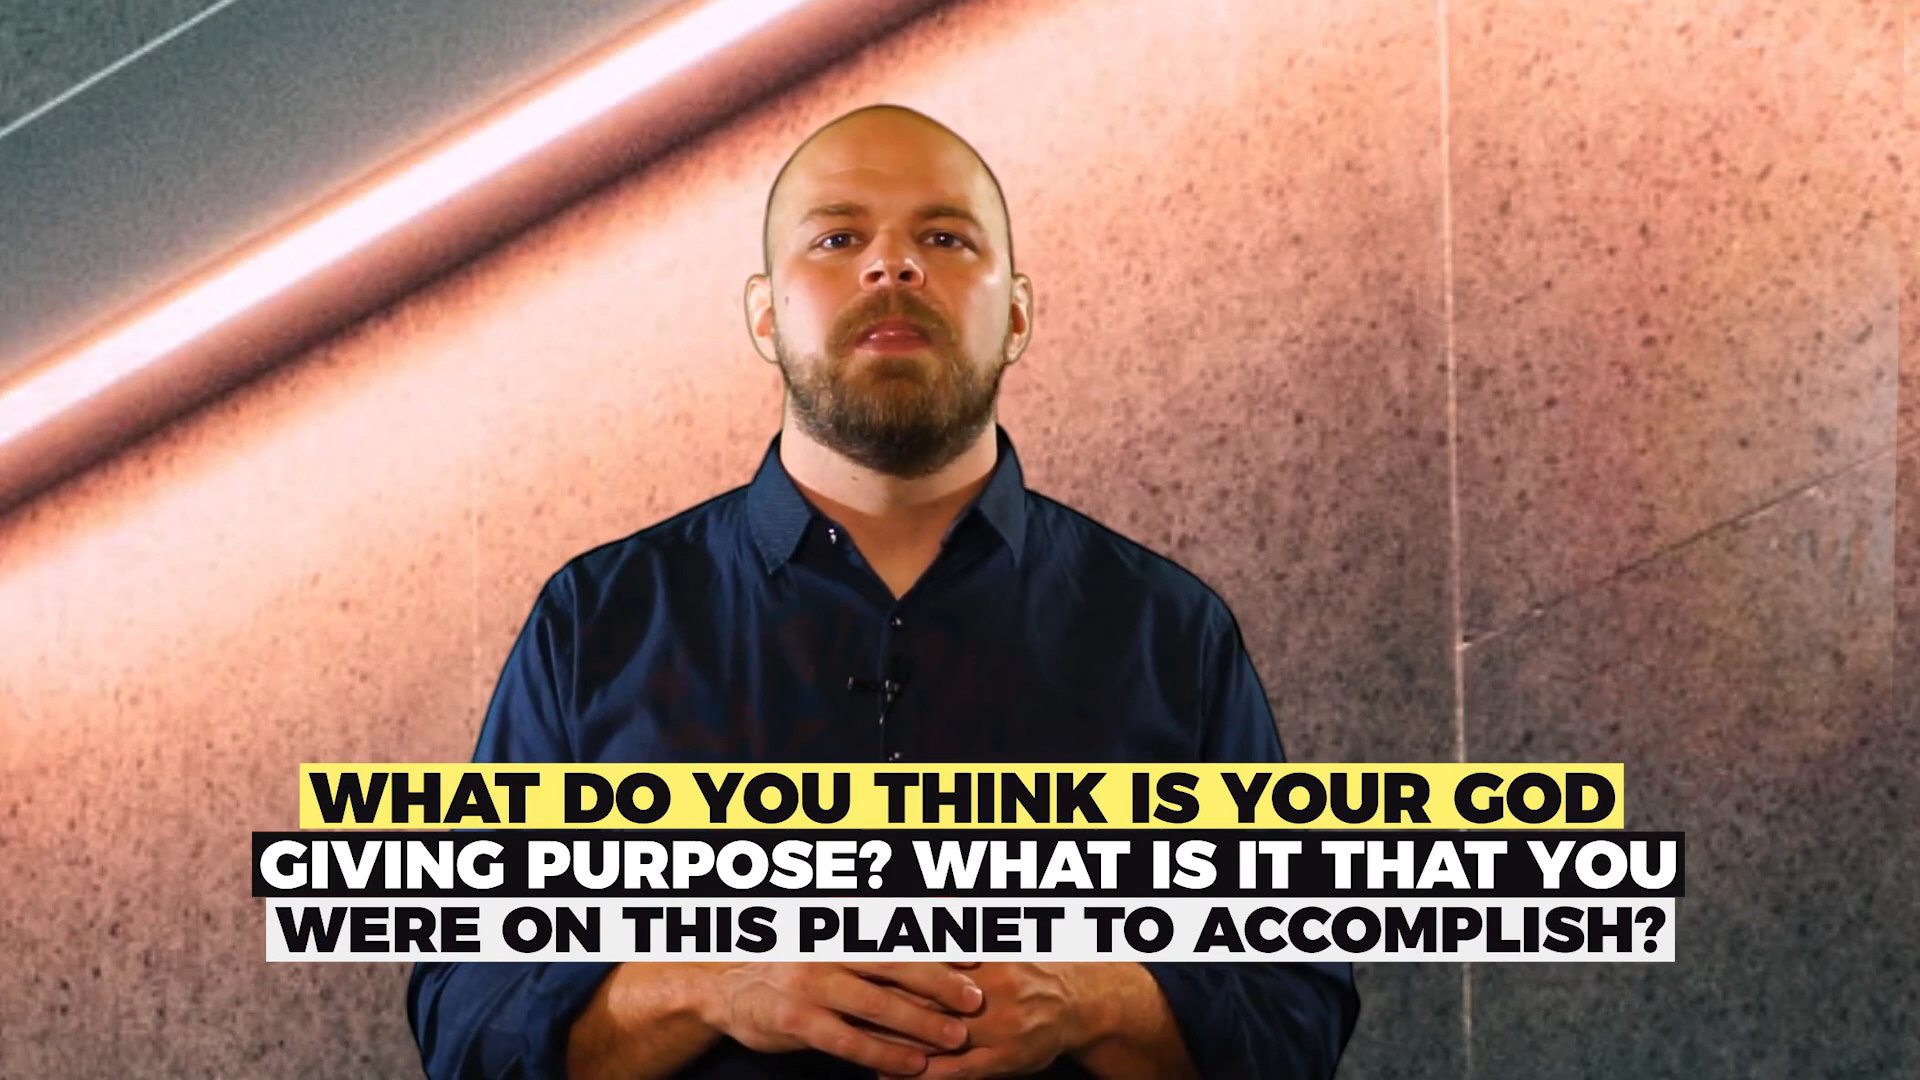 WHAT DO YOU THINK IS YOUR GOD
GIVING PURPOSE? WHAT IS IT THAT YOU
WERE ON THIS PLANET TO ACCOMPLISH?